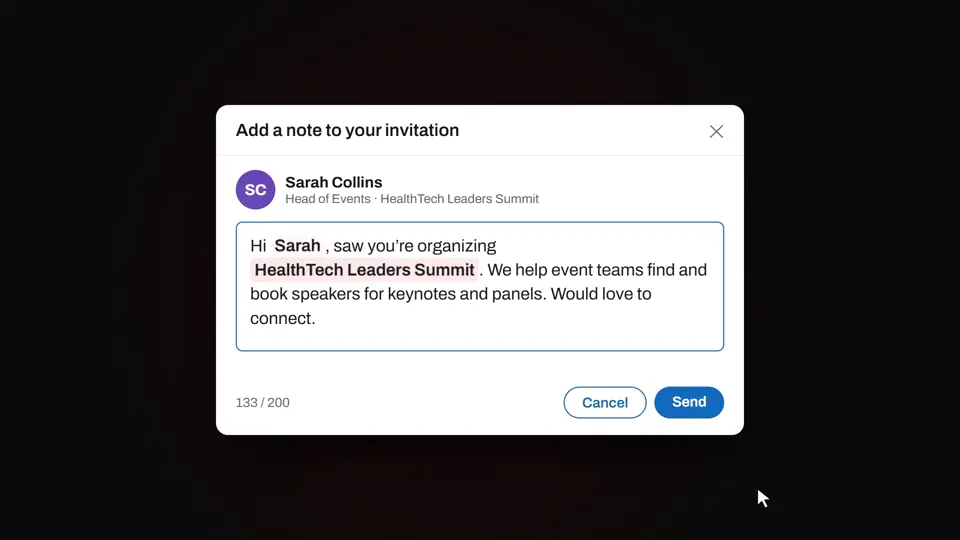 Add a note to your invitation
SC
Sarah Collins
Head of Events · HealthTech Leaders Summit
Hi Sarah , saw you’re organizing
HealthTech Leaders Summit . We help event teams find and
book speakers for keynotes and panels. Would love to
connect.
133 / 200
Cancel
Send